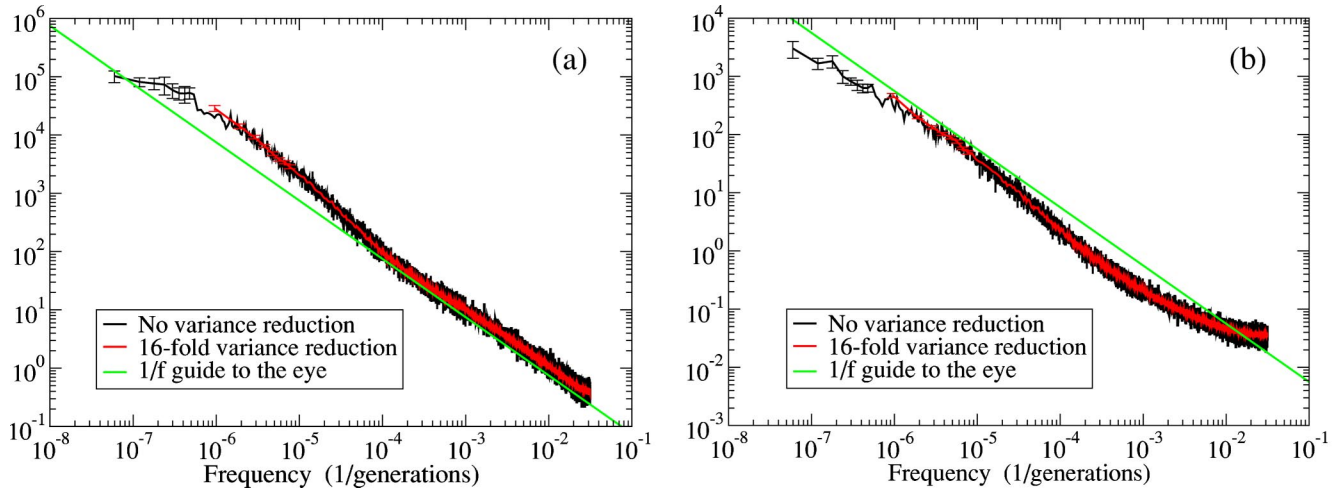 (a)
10^6
10^5
10^4
10^3
10^2
10^1
10^0
10^-1
No variance reduction
16-fold variance reduction
1/f guide to the eye
10^-8 10^-7 10^-6 10^-5 10^-4 10^-3 10^-2 10^-1
Frequency (1/generations)
(b)
10^4
10^3
10^2
10^1
10^0
10^-1
10^-2
10^-3
No variance reduction
16-fold variance reduction
1/f guide to the eye
10^-8 10^-7 10^-6 10^-5 10^-4 10^-3 10^-2 10^-1
Frequency (1/generations)